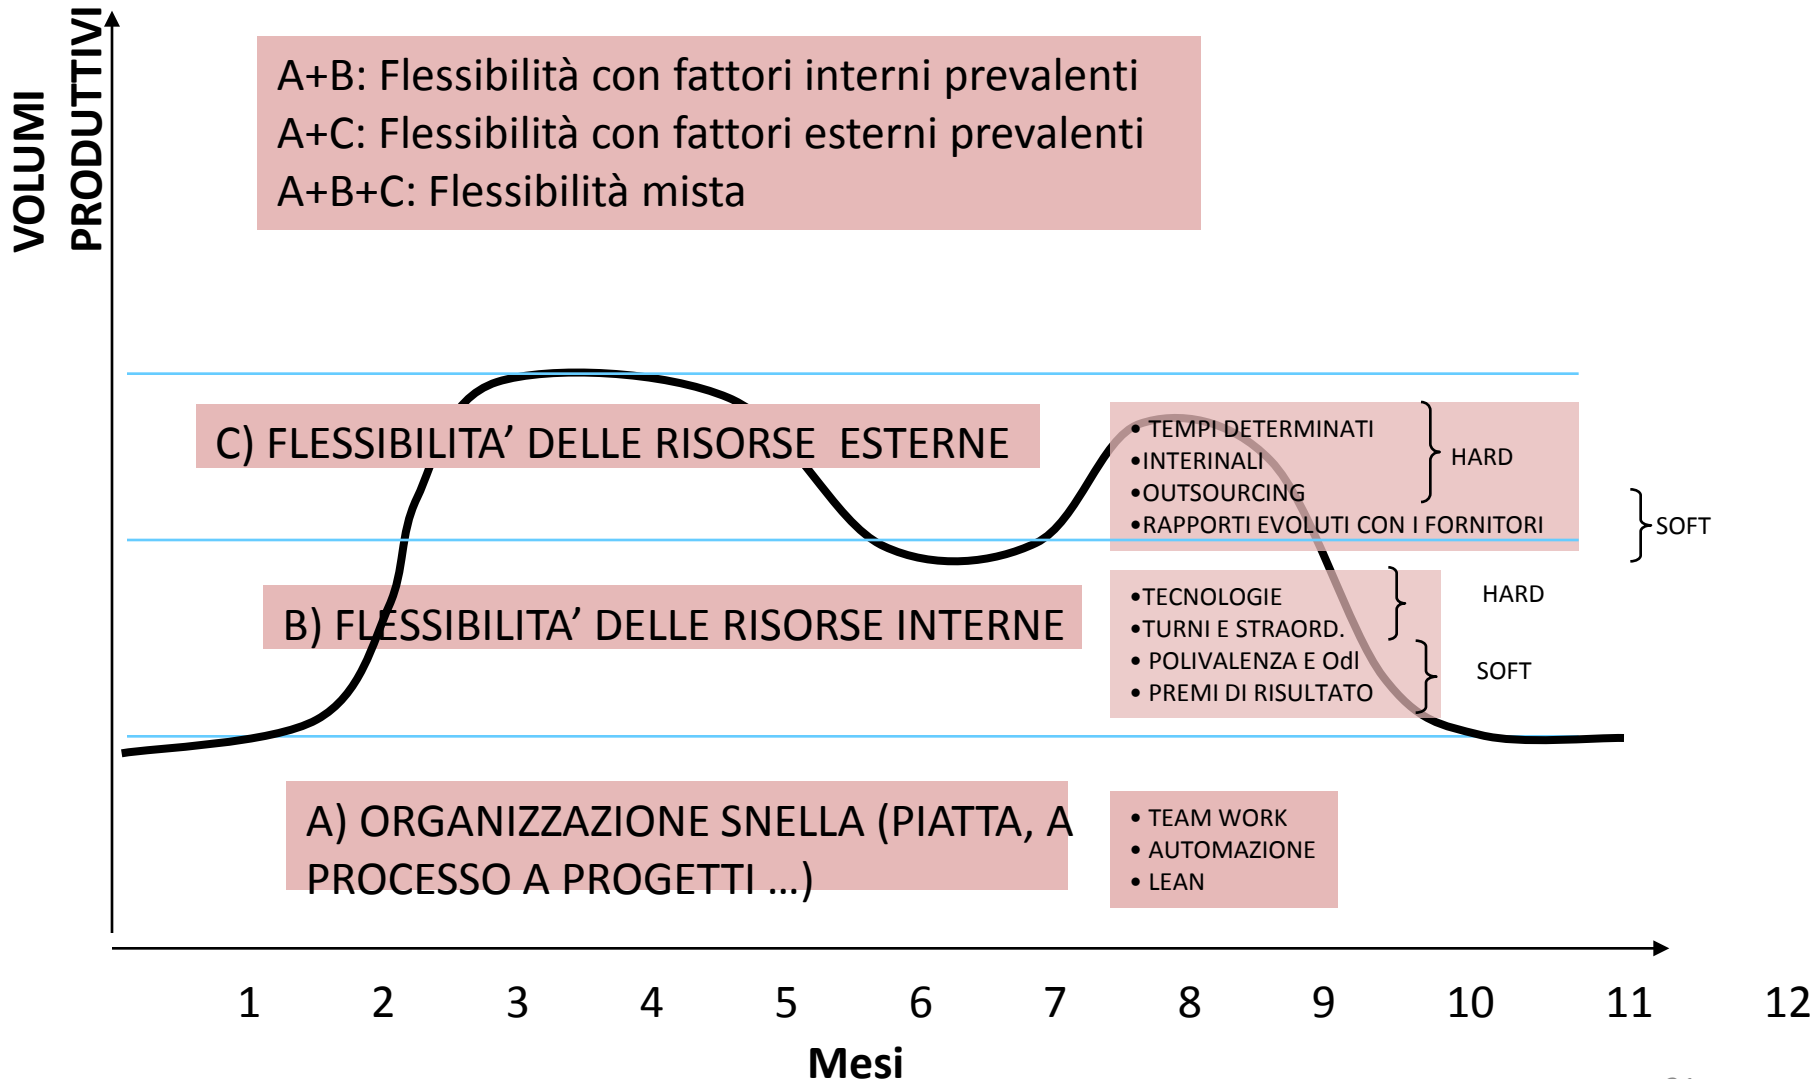 VOLUMI
PRODUTTIVI
A+B: Flessibilità con fattori interni prevalenti
A+C: Flessibilità con fattori esterni prevalenti
A+B+C: Flessibilità mista
C) FLESSIBILITA’ DELLE RISORSE ESTERNE
• TEMPI DETERMINATI
•INTERINALI
•OUTSOURCING
•RAPPORTI EVOLUTI CON I FORNITORI
HARD
SOFT
B) FLESSIBILITA’ DELLE RISORSE INTERNE
•TECNOLOGIE
•TURNI E STRAORD.
• POLIVALENZA E Odl
• PREMI DI RISULTATO
HARD
SOFT
A) ORGANIZZAZIONE SNELLA (PIATTA, A
PROCESSO A PROGETTI …)
• TEAM WORK
• AUTOMAZIONE
• LEAN
1 2 3 4 5 6 7 8 9 10 11 12
Mesi